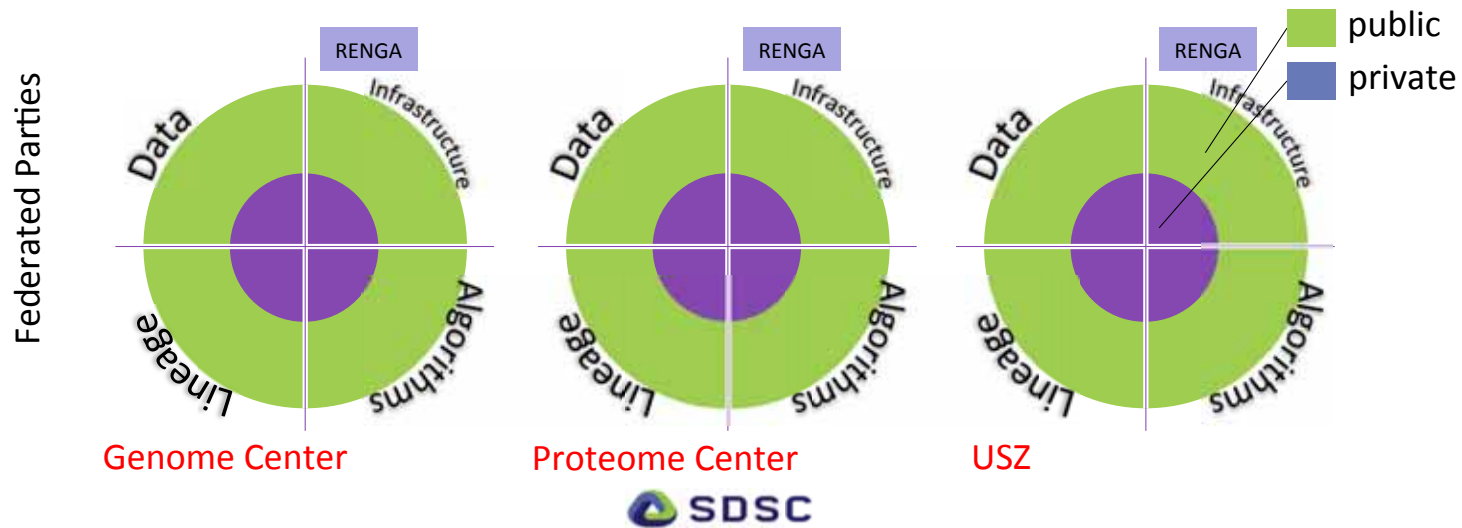 Federated Parties
RENGA
Data
Infrastructure
Lineage
Algorithms
Genome Center
RENGA
Data
Infrastructure
Lineage
Algorithms
Proteome Center
RENGA
Data
Infrastructure
Lineage
Algorithms
USZ
public
private
SDSC